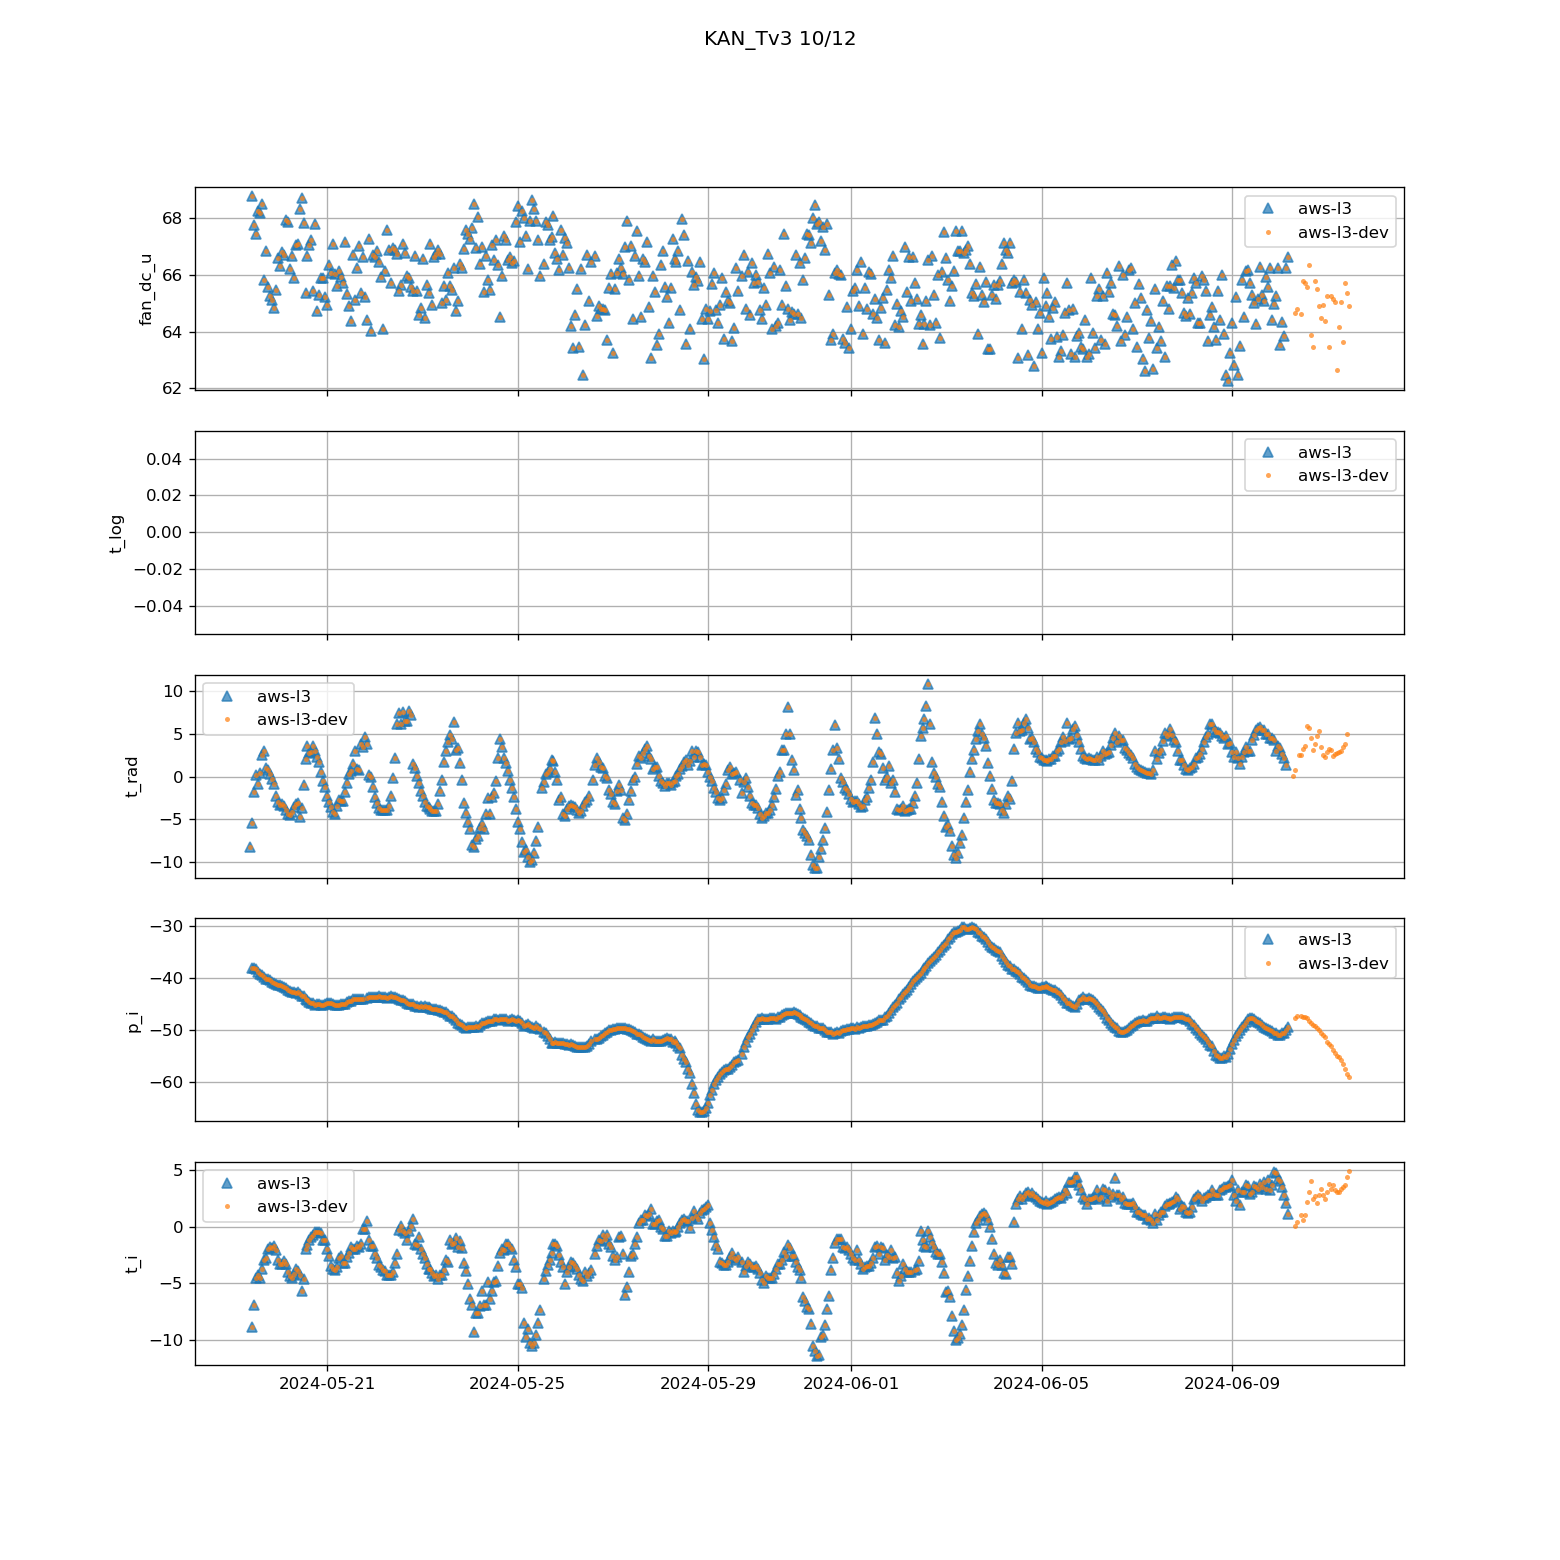 KAN_Tv3 10/12
68
66
64
62
fan_dc_u
aws-l3
aws-l3-dev
0.04
0.02
0.00
−0.02
−0.04
t_log
aws-l3
aws-l3-dev
10
5
0
−5
−10
t_rad
aws-l3
aws-l3-dev
−30
−40
−50
−60
p_i
aws-l3
aws-l3-dev
5
0
−5
−10
t_i
aws-l3
aws-l3-dev
2024-05-21 2024-05-25 2024-05-29 2024-06-01 2024-06-05 2024-06-09